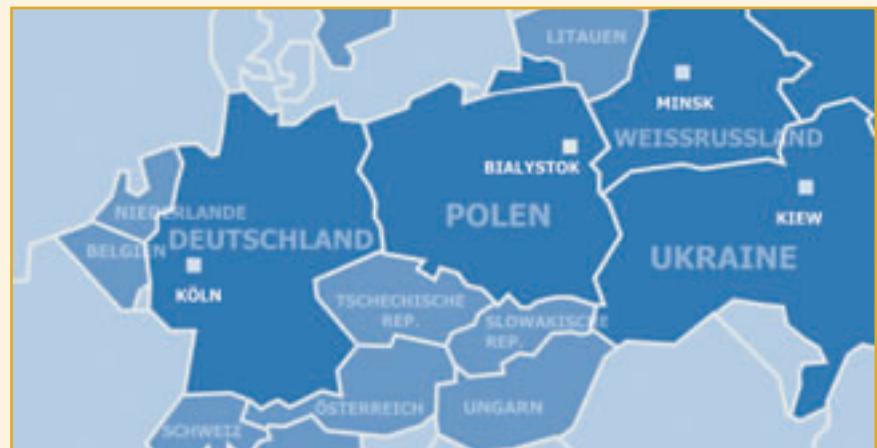 LITAUEN
MINSK
WEISSRUSSLAND
BIALYSTOK
NIEDERLANDE
POLEN
KIEW
DEUTSCHLAND
BELGIEN
UKRAINE
KÖLN
TSCHECHISCHE
REP.
SLOWAKISCHE
REP.
ÖSTERREICH
UNGARN
SCHWEIZ